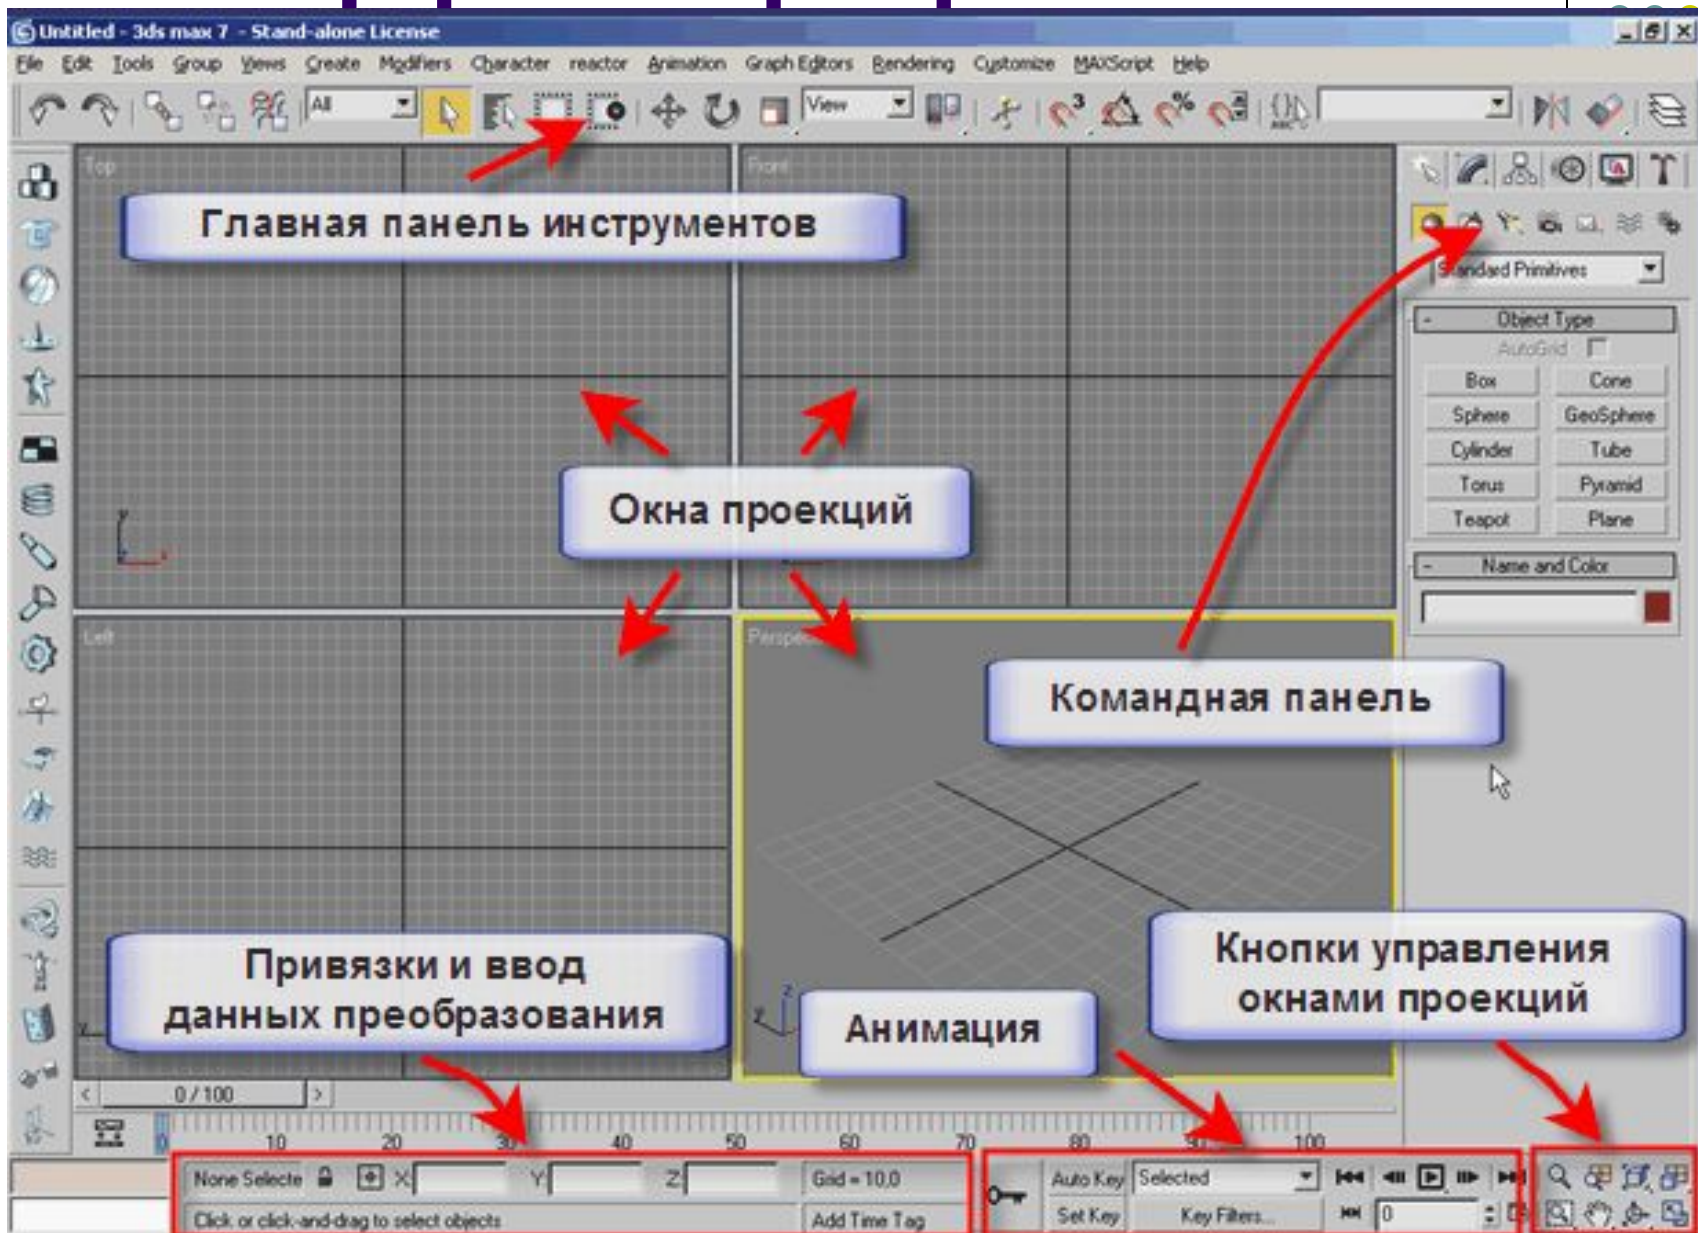 Untitled - 3ds max 7 - Stand-alone License
File Edit Tools Group Views Create Modifiers Character reactor Animation Graph Editors Rendering Customize MAXScript Help
All
View
Top
Front
Главная панель инструментов
Standard Primitives
Object Type
AutoGrid
Box Cone
Sphere GeoSphere
Cylinder Tube
Torus Pyramid
Teapot Plane
Окна проекций
Name and Color
Left
Командная панель
Привязки и ввод
данных преобразования
Анимация
Кнопки управления
окнами проекций
0 / 100
0 10 20 30 40 50 60 70 80 90 100
None Selecte X: Y: Z: Grid = 10,0
Auto Key Selected
Click or click-and-drag to select objects Add Time Tag
Set Key Key Filters... 0